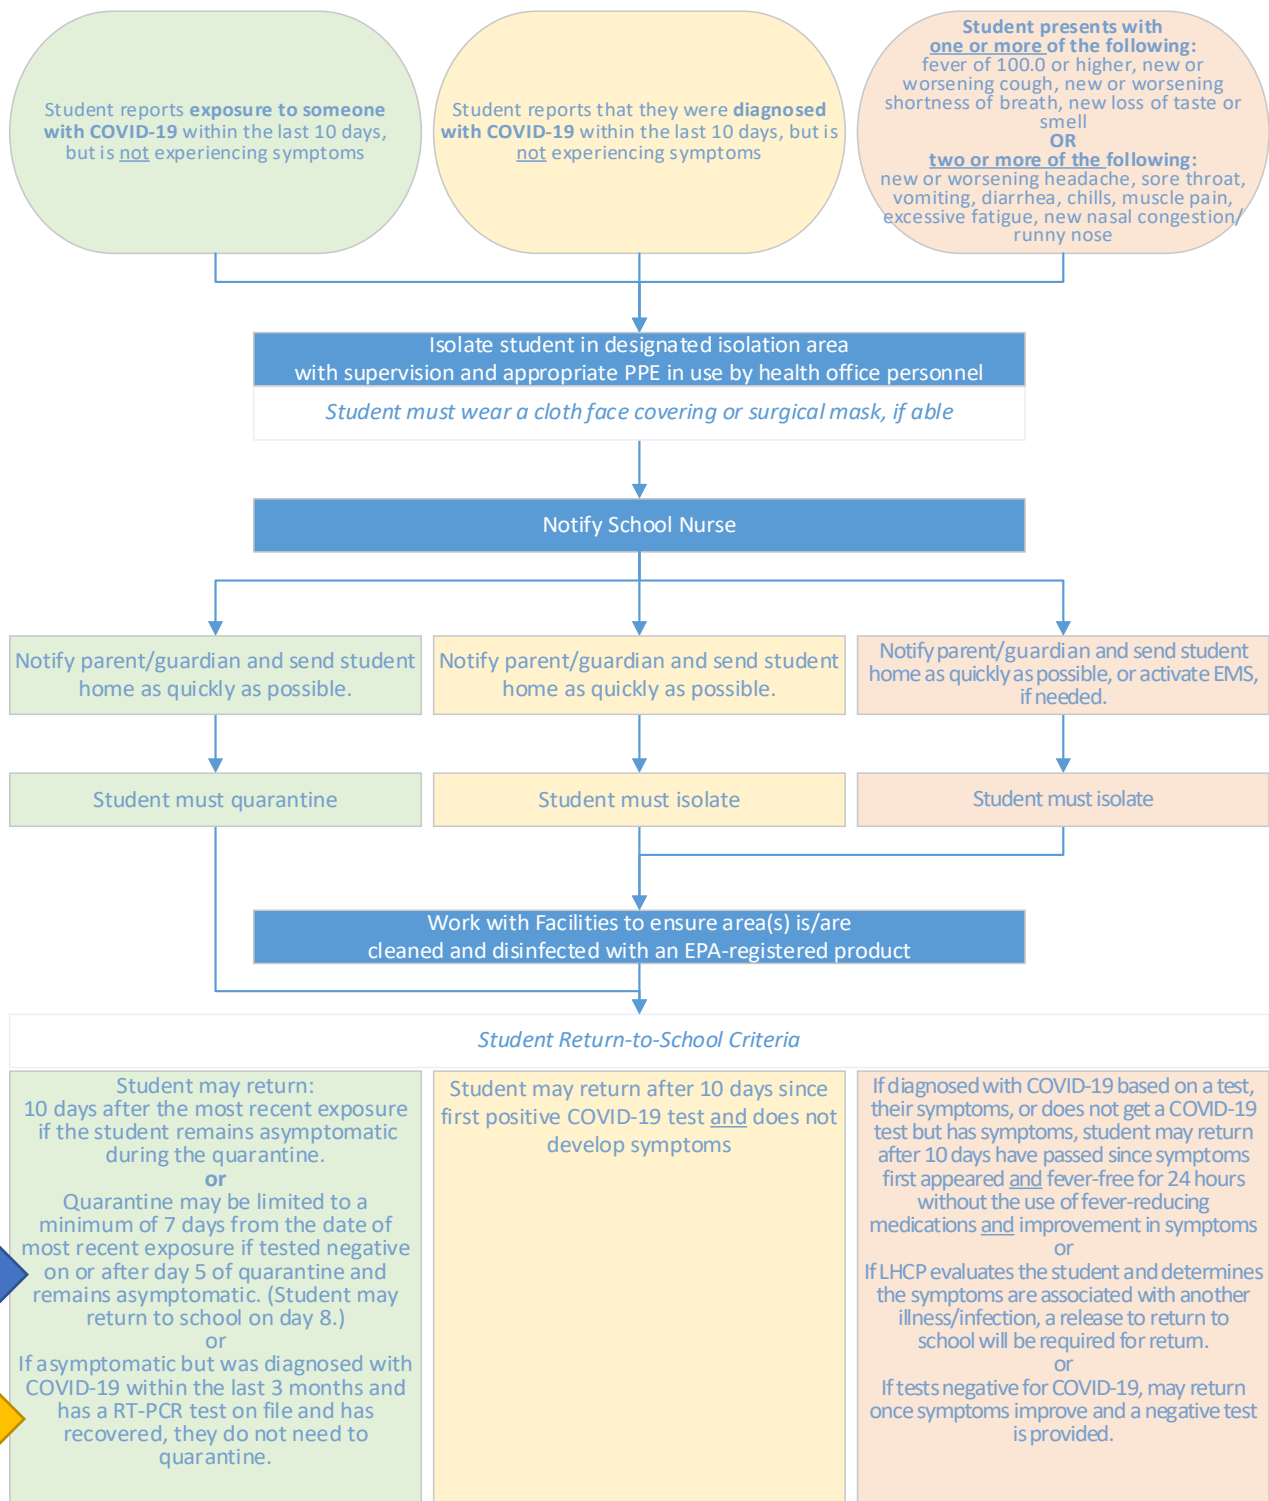 Student reports exposure to someone
with COVID-19 within the last 10 days,
but is not experiencing symptoms
Student reports that they were diagnosed
with COVID-19 within the last 10 days, but is
not experiencing symptoms
Student presents with
one or more of the following:
fever of 100.0 or higher, new or
worsening cough, new or worsening
shortness of breath, new loss of taste or
smell
OR
two or more of the following:
new or worsening headache, sore throat,
vomiting, diarrhea, chills, muscle pain,
excessive fatigue, new nasal congestion/
runny nose
Isolate student in designated isolation area
with supervision and appropriate PPE in use by health office personnel
Student must wear a cloth face covering or surgical mask, if able
Notify School Nurse
Notify parent/guardian and send student
home as quickly as possible.
Notify parent/guardian and send student
home as quickly as possible.
Notify parent/guardian and send student
home as quickly as possible, or activate EMS,
if needed.
Student must quarantine
Student must isolate
Student must isolate
Work with Facilities to ensure area(s) is/are
cleaned and disinfected with an EPA-registered product
Student Return-to-School Criteria
Student may return:
10 days after the most recent exposure
if the student remains asymptomatic
during the quarantine.
or
Quarantine may be limited to a
minimum of 7 days from the date of
most recent exposure if tested negative
on or after day 5 of quarantine and
remains asymptomatic. (Student may
return to school on day 8.)
or
If asymptomatic but was diagnosed with
COVID-19 within the last 3 months and
has a RT-PCR test on file and has
recovered, they do not need to
quarantine.
Student may return after 10 days since
first positive COVID-19 test and does not
develop symptoms
If diagnosed with COVID-19 based on a test,
their symptoms, or does not get a COVID-19
test but has symptoms, student may return
after 10 days have passed since symptoms
first appeared and fever-free for 24 hours
without the use of fever-reducing
medications and improvement in symptoms
or
If LHCP evaluates the student and determines
the symptoms are associated with another
illness/infection, a release to return to
school will be required for return.
or
If tests negative for COVID-19, may return
once symptoms improve and a negative test
is provided.